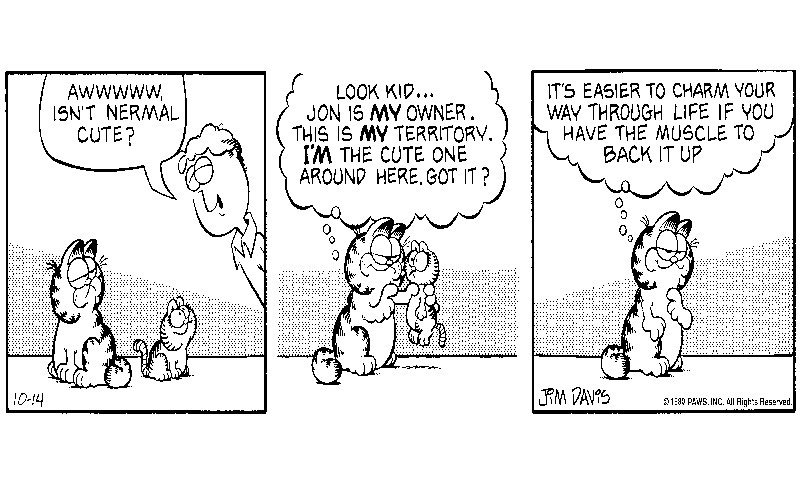 AWWWWW,
ISN'T NERMAL
CUTE?
10-14
LOOK KID...
JON IS MY OWNER.
THIS IS MY TERRITORY.
I'M THE CUTE ONE
AROUND HERE. GOT IT?
IT'S EASIER TO CHARM YOUR
WAY THROUGH LIFE IF YOU
HAVE THE MUSCLE TO
BACK IT UP
JIM DAVIS
© PAWS, INC. All Rights Reserved.